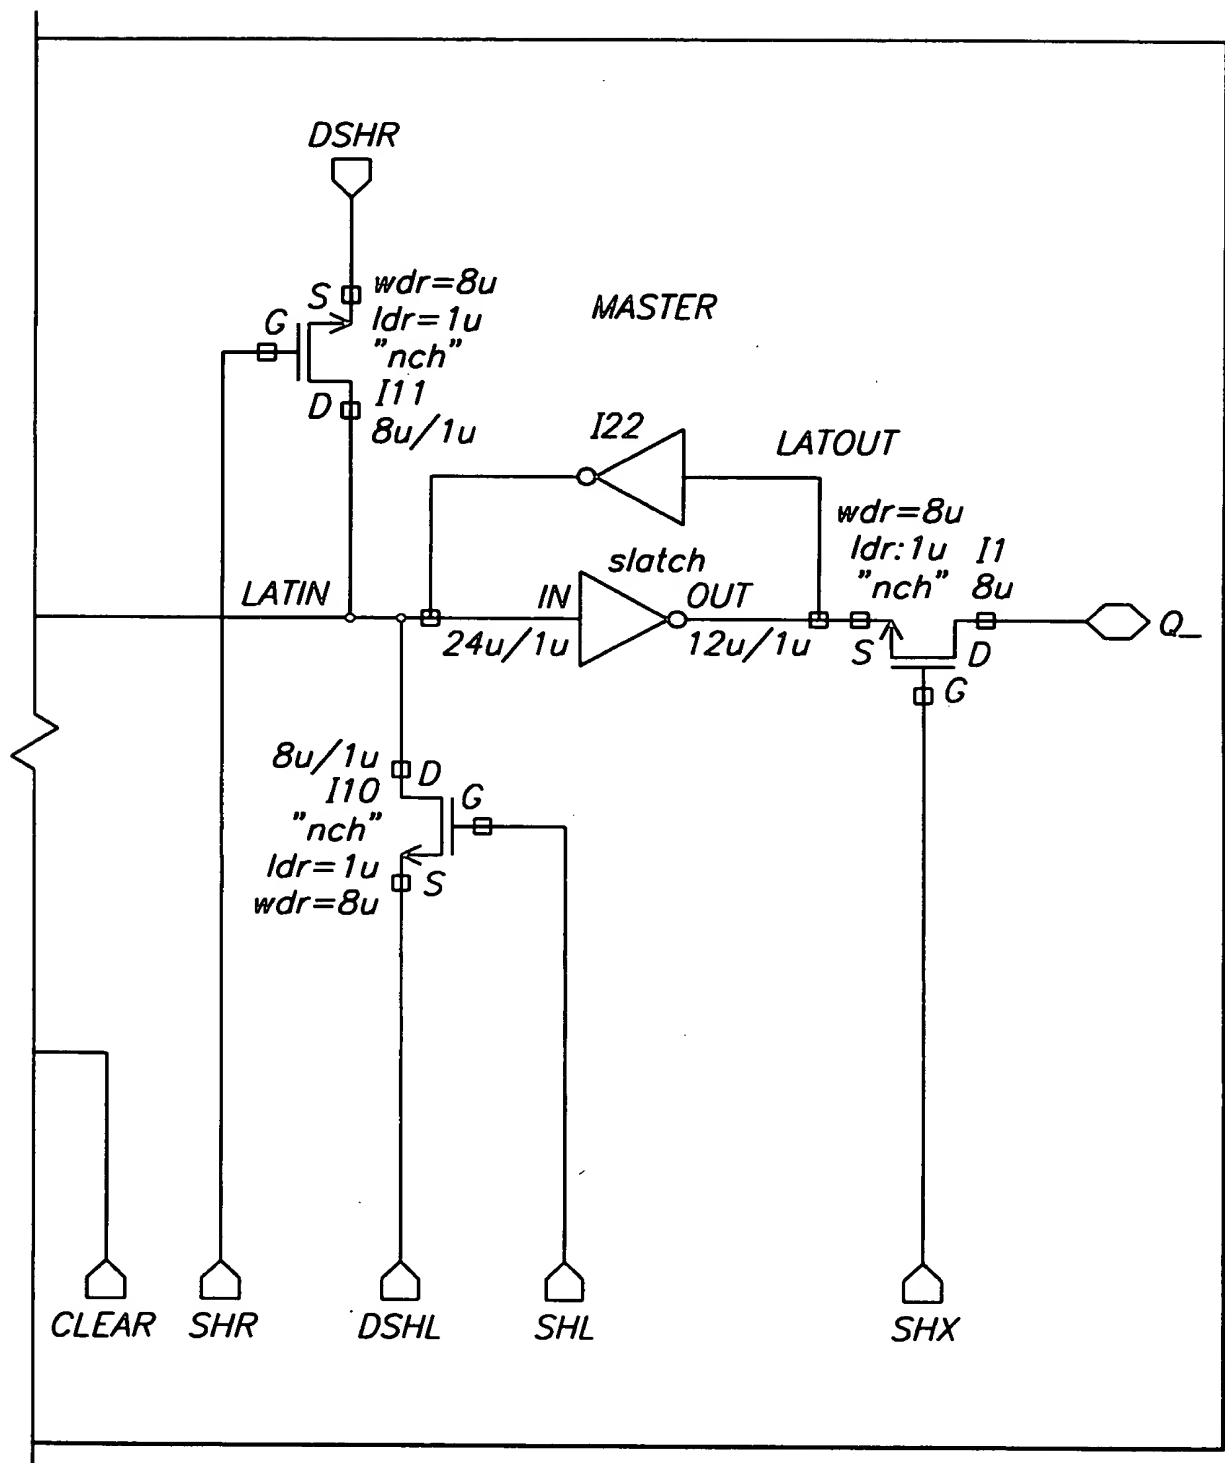 DSHR
S
wdr=8u
ldr=1u
G
"nch"
D
I11
8u/1u
MASTER
I22
LATOUT
wdr=8u
ldr:1u I1
"nch" 8u
slatch
LATIN
IN
OUT
24u/1u
12u/1u
S
D
G
Q_
8u/1u
D
I10
G
"nch"
ldr=1u
S
wdr=8u
CLEAR
SHR
DSHL
SHL
SHX